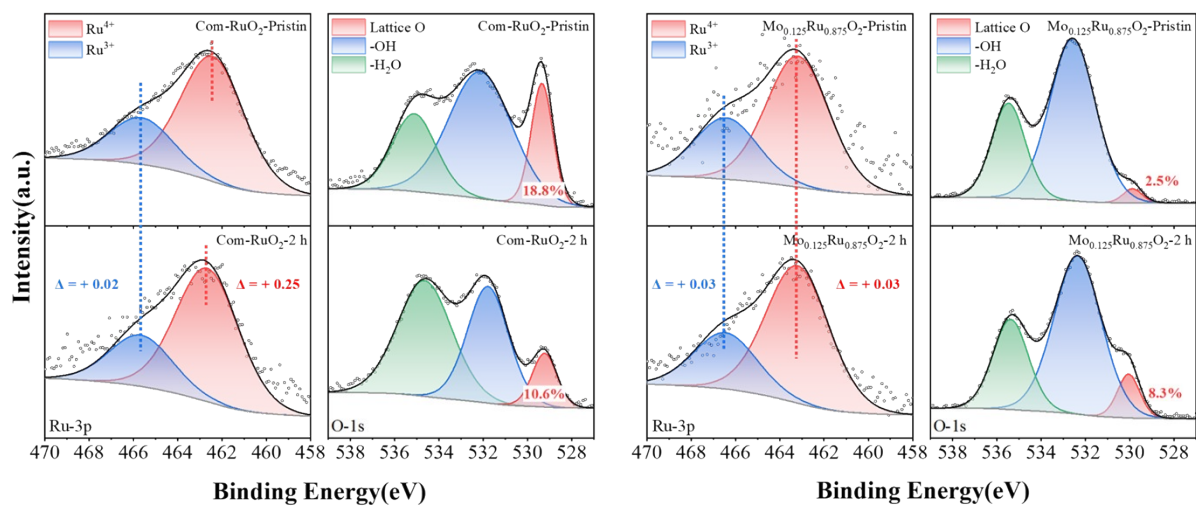 Ru⁴⁺
Ru³⁺
Com-RuO₂-Pristin
Lattice O
-OH
-H₂O
Com-RuO₂-Pristin
18.8%
Ru⁴⁺
Ru³⁺
Mo₀.₁₂₅Ru₀.₈₇₅O₂-Pristin
Lattice O
-OH
-H₂O
Mo₀.₁₂₅Ru₀.₈₇₅O₂-Pristin
2.5%
Intensity(a.u.)
Com-RuO₂-2 h
Δ = + 0.02
Δ = + 0.25
Ru-3p
Com-RuO₂-2 h
10.6%
O-1s
Mo₀.₁₂₅Ru₀.₈₇₅O₂-2 h
Δ = + 0.03
Δ = + 0.03
Ru-3p
Mo₀.₁₂₅Ru₀.₈₇₅O₂-2 h
8.3%
O-1s
470 468 466 464 462 460 458
538 536 534 532 530 528
470 468 466 464 462 460 458
538 536 534 532 530 528
Binding Energy(eV)
Binding Energy(eV)